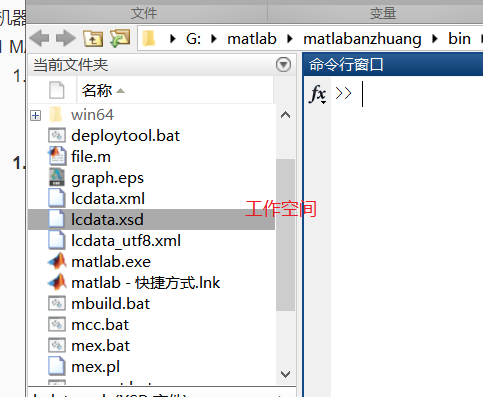 文件 变量
机器
G: ▸ matlab ▸ matlabanzhuang ▸ bin
1 M
当前文件夹 命令行窗口
1.
名称
fx >>
win64
deploytool.bat
file.m
1.
graph.eps
lcdata.xml
工作空间
lcdata.xsd
lcdata_utf8.xml
matlab.exe
matlab - 快捷方式.lnk
mbuild.bat
mcc.bat
mex.bat
mex.pl